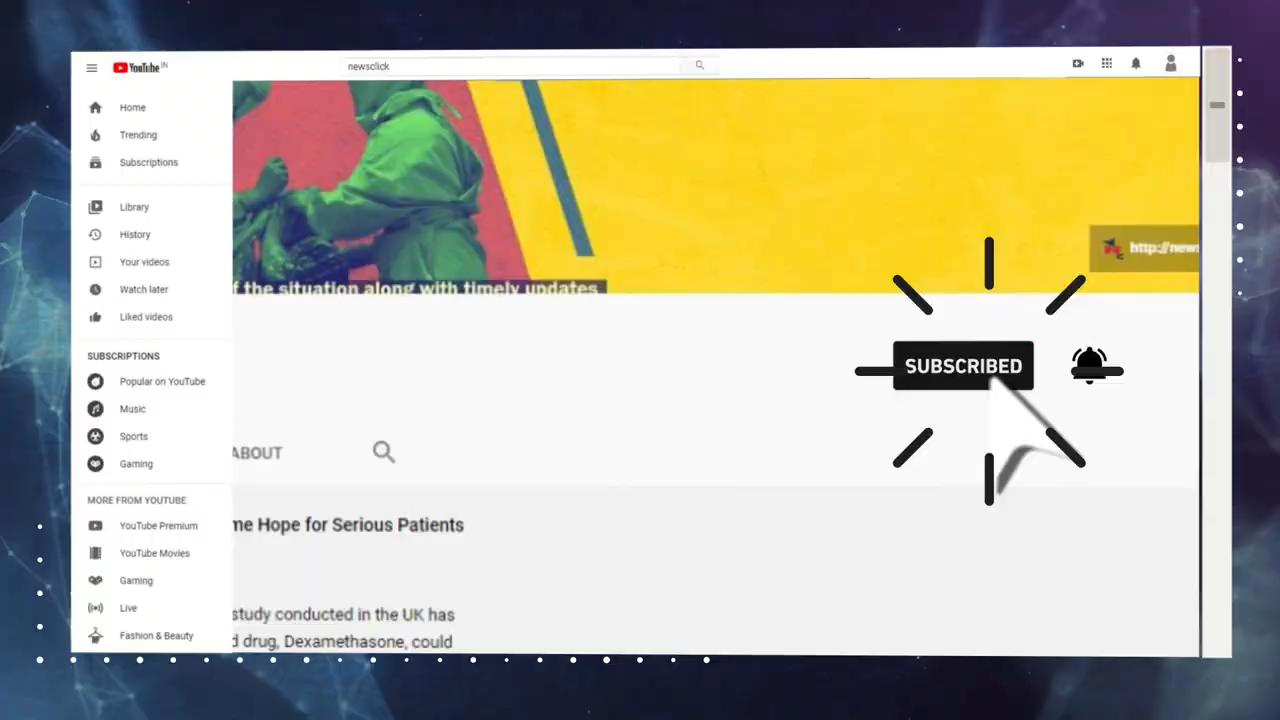 YouTube IN
newsclick
Home
Trending
Subscriptions
Library
History
Your videos
Watch later
Liked videos
SUBSCRIPTIONS
Popular on YouTube
Music
Sports
Gaming
MORE FROM YOUTUBE
YouTube Premium
YouTube Movies
Gaming
Live
Fashion & Beauty
http://news
f the situation along with timely updates
SUBSCRIBED
ABOUT
me Hope for Serious Patients
study conducted in the UK has
d drug, Dexamethasone, could